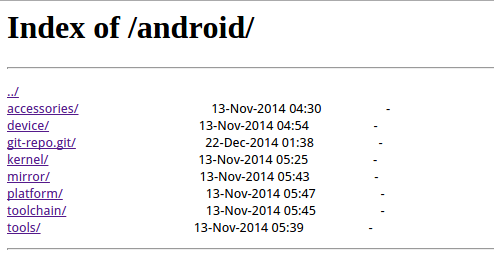 Index of /android/
../
accessories/ 13-Nov-2014 04:30 -
device/ 13-Nov-2014 04:54 -
git-repo.git/ 22-Dec-2014 01:38 -
kernel/ 13-Nov-2014 05:25 -
mirror/ 13-Nov-2014 05:43 -
platform/ 13-Nov-2014 05:47 -
toolchain/ 13-Nov-2014 05:45 -
tools/ 13-Nov-2014 05:39 -